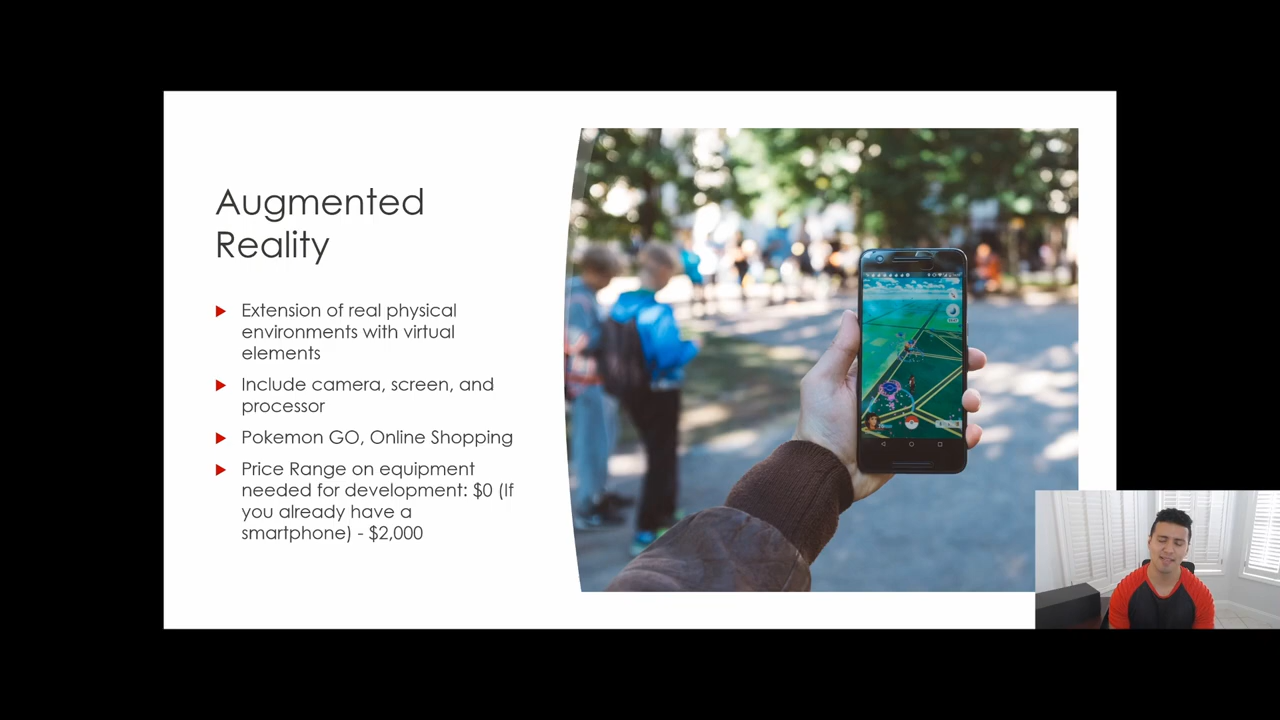 Augmented
Reality
Extension of real physical
environments with virtual
elements
Include camera, screen, and
processor
Pokemon GO, Online Shopping
Price Range on equipment
needed for development: $0 (If
you already have a
smartphone) - $2,000